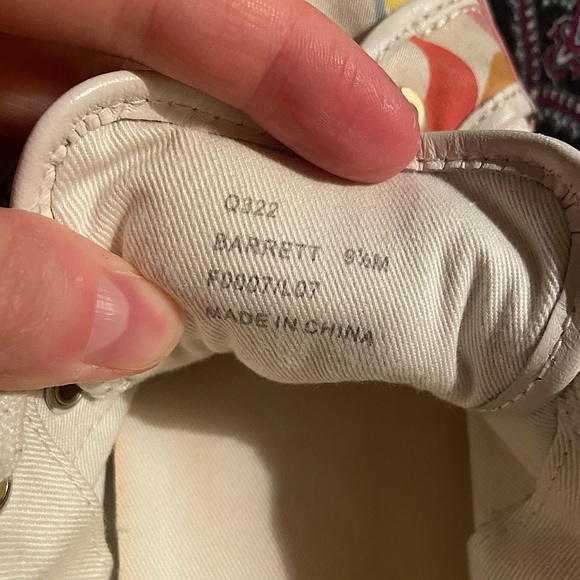 Q322
BARRETT 9½M
F0007/L07
MADE IN CHINA